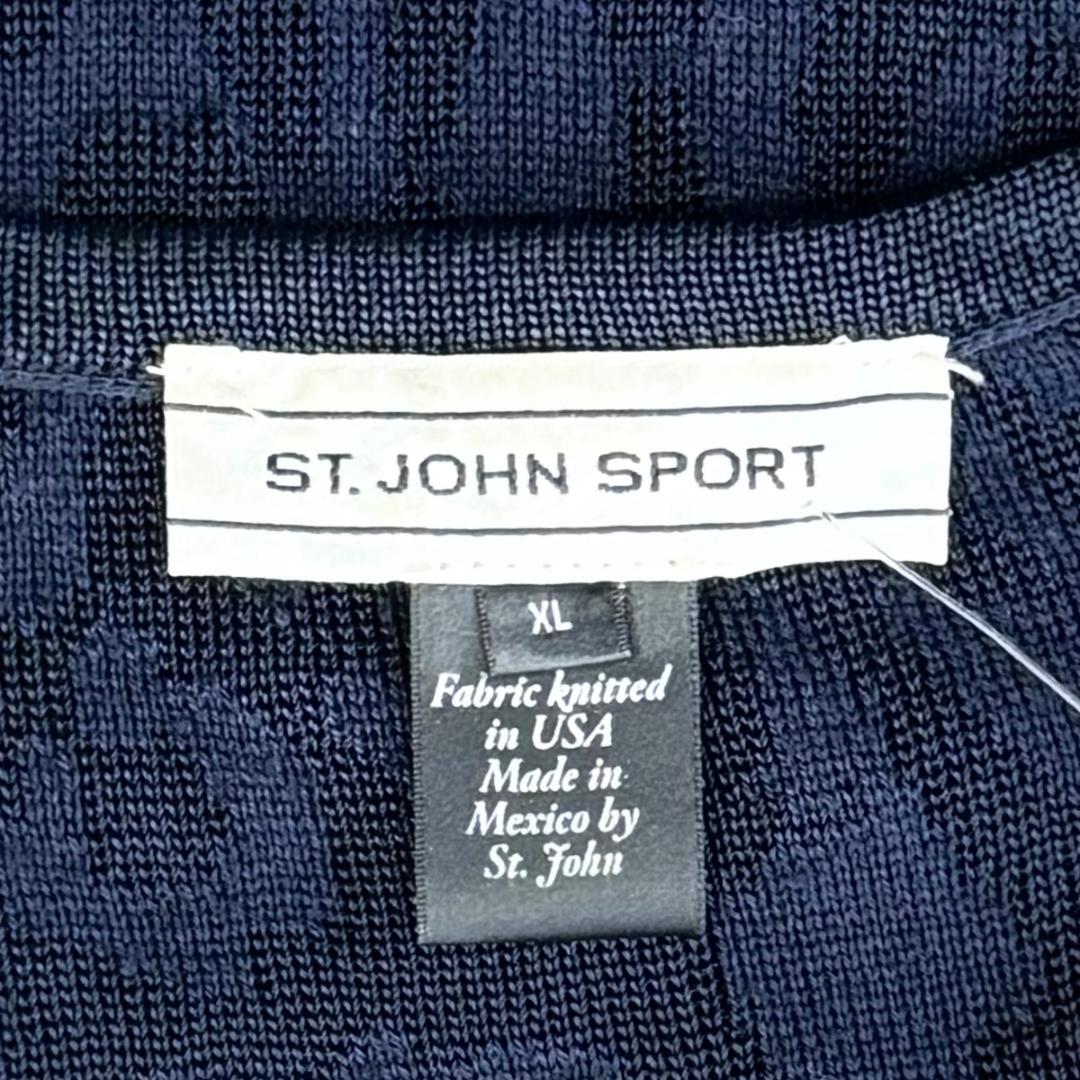 ST. JOHN SPORT
XL
Fabric knitted
in USA
Made in
Mexico by
St. John